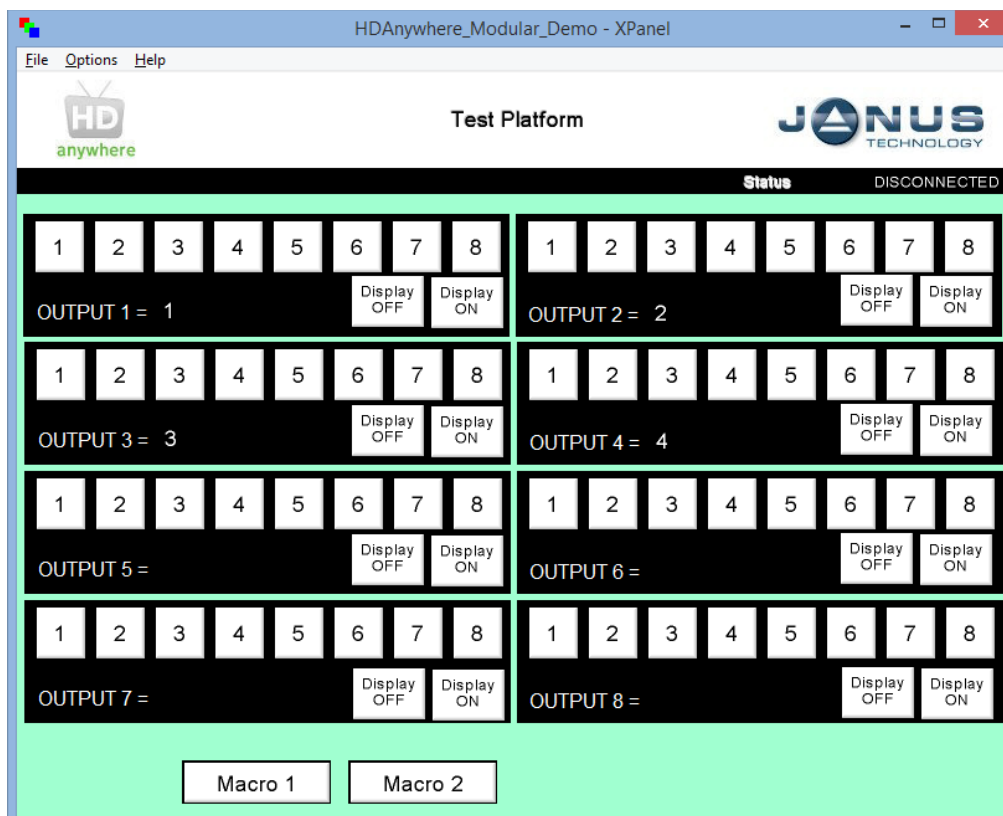 HDAnywhere_Modular_Demo - XPanel
File Options Help
HD
anywhere
Test Platform
JANUS
TECHNOLOGY
Status DISCONNECTED
1 2 3 4 5 6 7 8
Display OFF
Display ON
OUTPUT 1 = 1
1 2 3 4 5 6 7 8
Display OFF
Display ON
OUTPUT 2 = 2
1 2 3 4 5 6 7 8
Display OFF
Display ON
OUTPUT 3 = 3
1 2 3 4 5 6 7 8
Display OFF
Display ON
OUTPUT 4 = 4
1 2 3 4 5 6 7 8
Display OFF
Display ON
OUTPUT 5 =
1 2 3 4 5 6 7 8
Display OFF
Display ON
OUTPUT 6 =
1 2 3 4 5 6 7 8
Display OFF
Display ON
OUTPUT 7 =
1 2 3 4 5 6 7 8
Display OFF
Display ON
OUTPUT 8 =
Macro 1 Macro 2